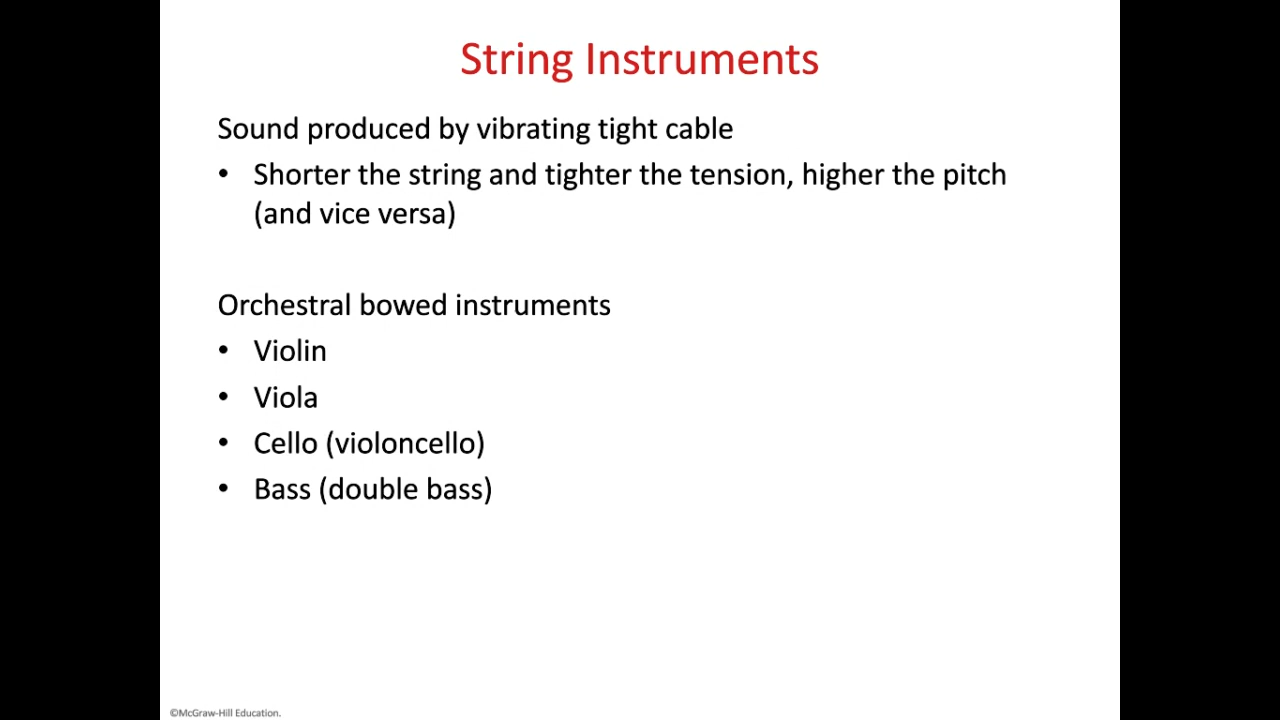 String Instruments
Sound produced by vibrating tight cable
• Shorter the string and tighter the tension, higher the pitch
(and vice versa)
Orchestral bowed instruments
• Violin
• Viola
• Cello (violoncello)
• Bass (double bass)
©McGraw-Hill Education.